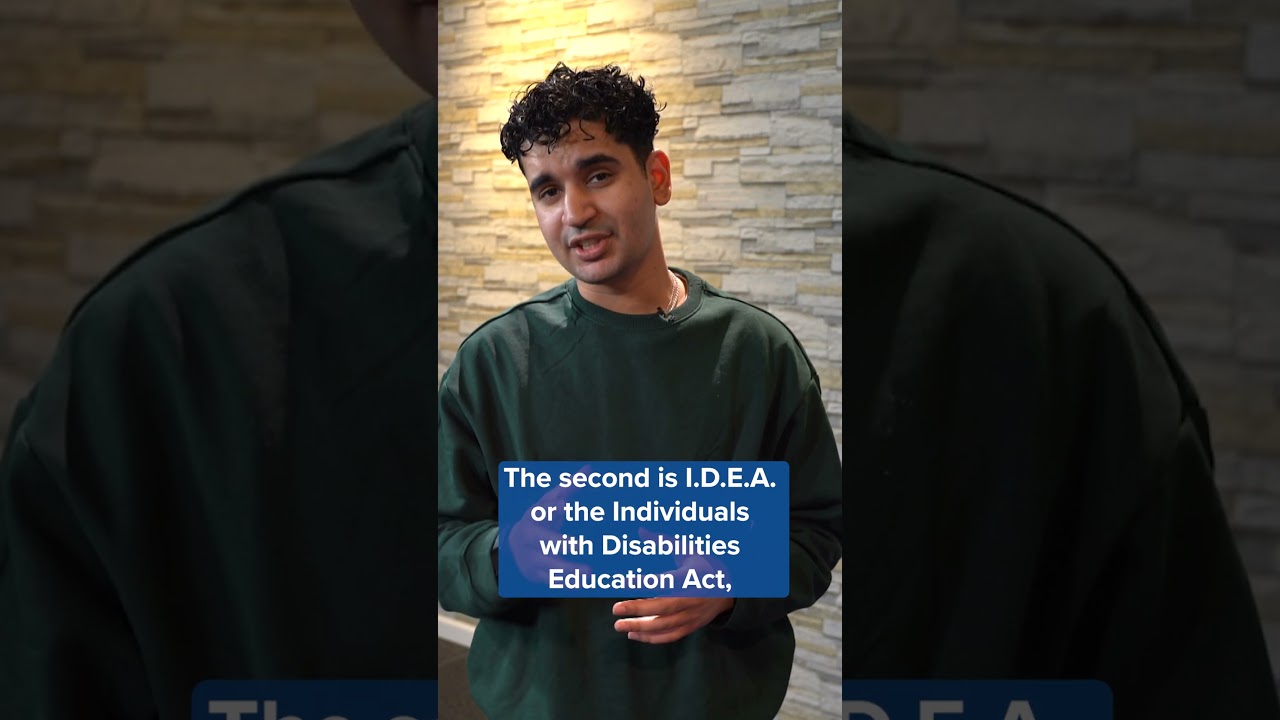 The second is I.D.E.A.
or the Individuals
with Disabilities
Education Act,